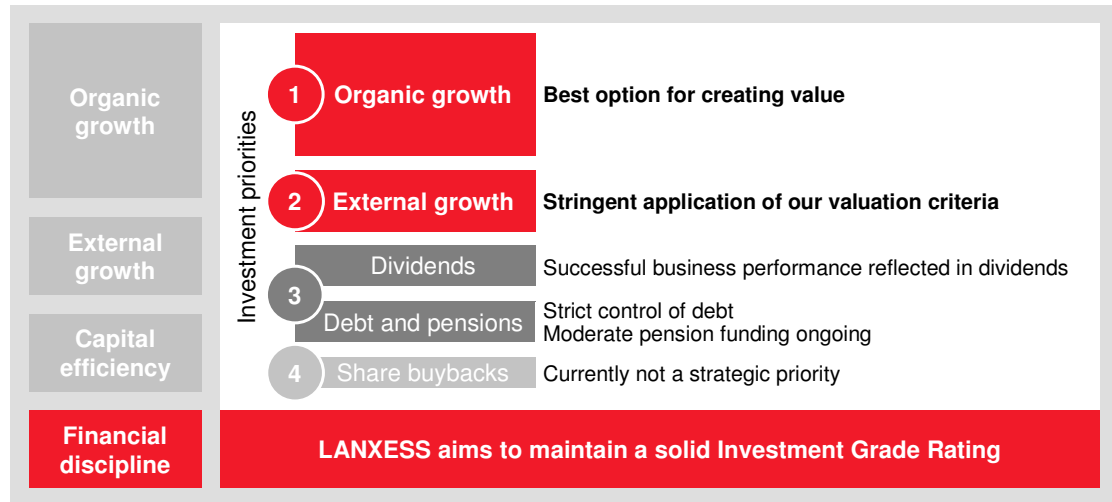 Organic
growth
External
growth
Capital
efficiency
Financial
discipline
Investment priorities
1 Organic growth Best option for creating value
2 External growth Stringent application of our valuation criteria
3
Dividends Successful business performance reflected in dividends
Debt and pensions Strict control of debt
Moderate pension funding ongoing
4 Share buybacks Currently not a strategic priority
LANXESS aims to maintain a solid Investment Grade Rating